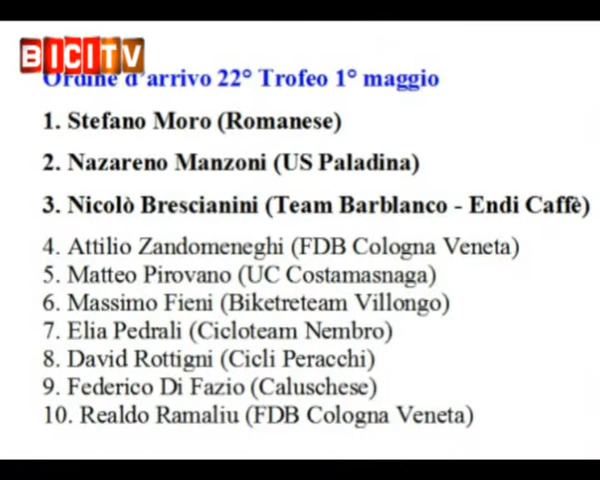 BICITV
Ordine d'arrivo 22° Trofeo 1° maggio
1. Stefano Moro (Romanese)
2. Nazareno Manzoni (US Paladina)
3. Nicolò Brescianini (Team Barblanco - Endi Caffè)
4. Attilio Zandomeneghi (FDB Cologna Veneta)
5. Matteo Pirovano (UC Costamasnaga)
6. Massimo Fieni (Biketreteam Villongo)
7. Elia Pedrali (Cicloteam Nembro)
8. David Rottigni (Cicli Peracchi)
9. Federico Di Fazio (Caluschese)
10. Realdo Ramaliu (FDB Cologna Veneta)